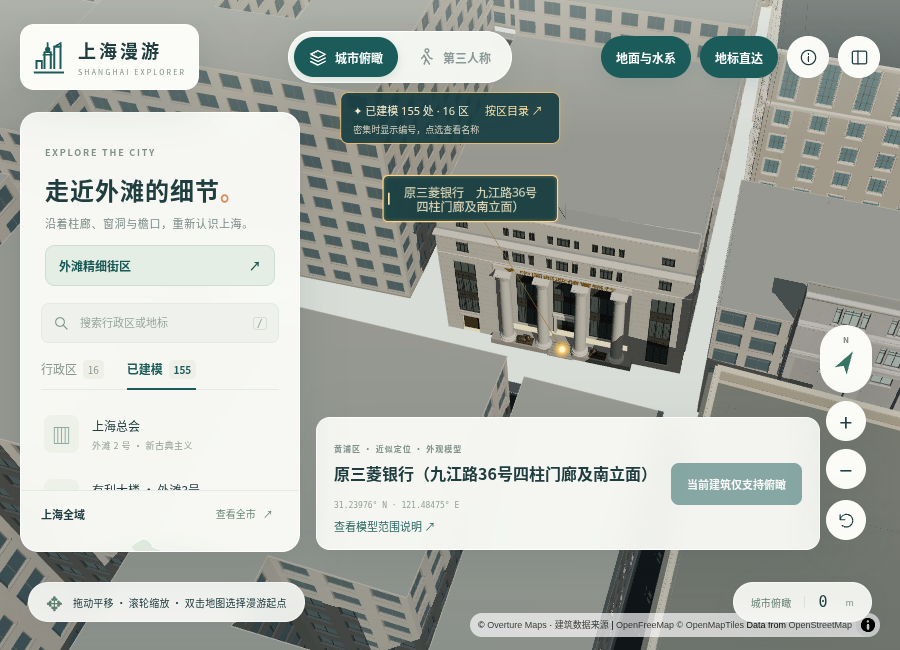 上海漫游
SHANGHAI EXPLORER
城市俯瞰
第三人称
地面与水系
地标直达
✦ 已建模 155 处 · 16 区 按区目录 ↗
密集时显示编号，点选查看名称
原三菱银行 九江路36号
四柱门廊及南立面）
EXPLORE THE CITY
走近外滩的细节。
沿着柱廊、窗洞与檐口，重新认识上海。
外滩精细街区 ↗
搜索行政区或地标 /
行政区 16 已建模 155
上海总会
外滩 2 号 · 新古典主义
有利大楼 · 外滩3号
上海全域 查看全市 ↗
N
+
−
黄浦区 · 近似定位 · 外观模型
原三菱银行（九江路36号四柱门廊及南立面）
当前建筑仅支持俯瞰
31.23976° N · 121.48475° E
查看模型范围说明 ↗
拖动平移 · 滚轮缩放 · 双击地图选择漫游起点
城市俯瞰 0 m
© Overture Maps · 建筑数据来源 | OpenFreeMap © OpenMapTiles Data from OpenStreetMap